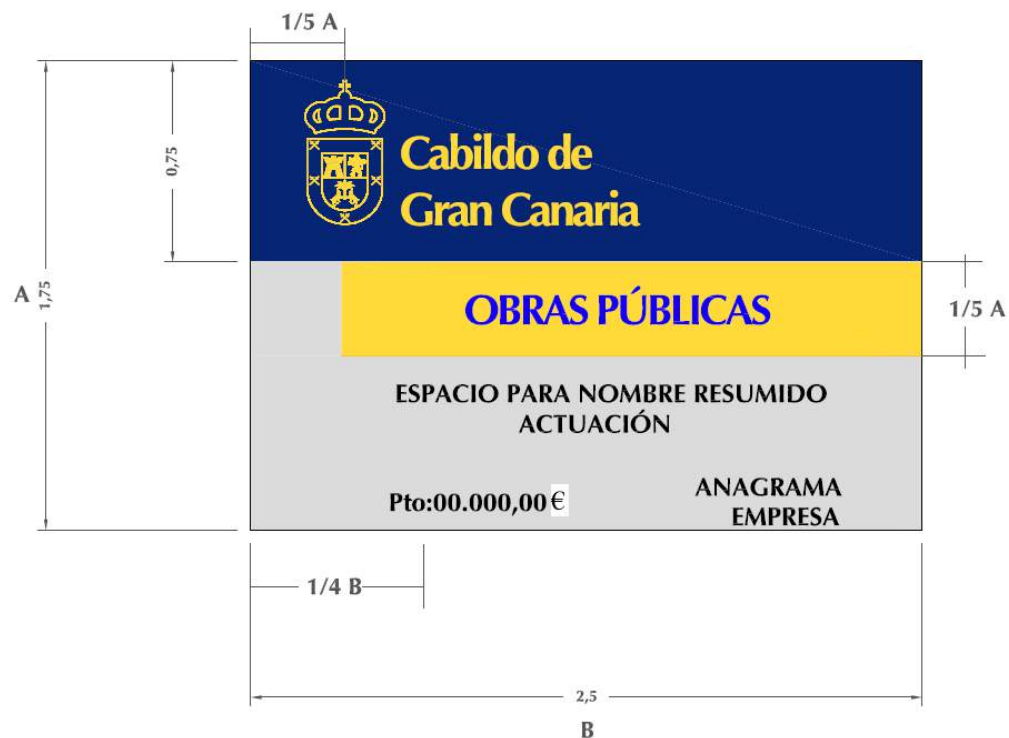 1/5 A
0,75
Cabildo de
Gran Canaria
A
1,75
OBRAS PÚBLICAS
1/5 A
ESPACIO PARA NOMBRE RESUMIDO
ACTUACIÓN
Pto:00.000,00 €
ANAGRAMA
EMPRESA
1/4 B
2,5
B